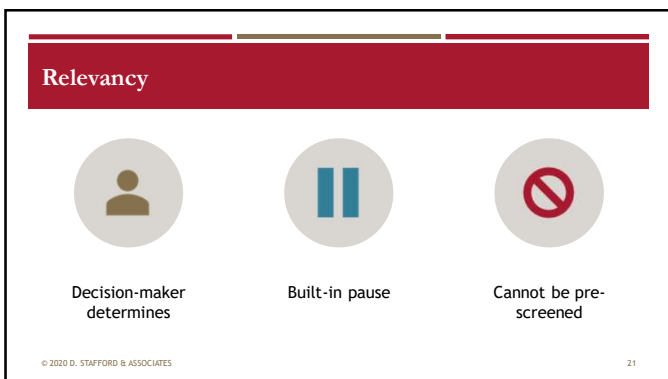 Relevancy
Decision-maker
determines
Built-in pause
Cannot be pre-
screened
© 2020 D. STAFFORD & ASSOCIATES
21